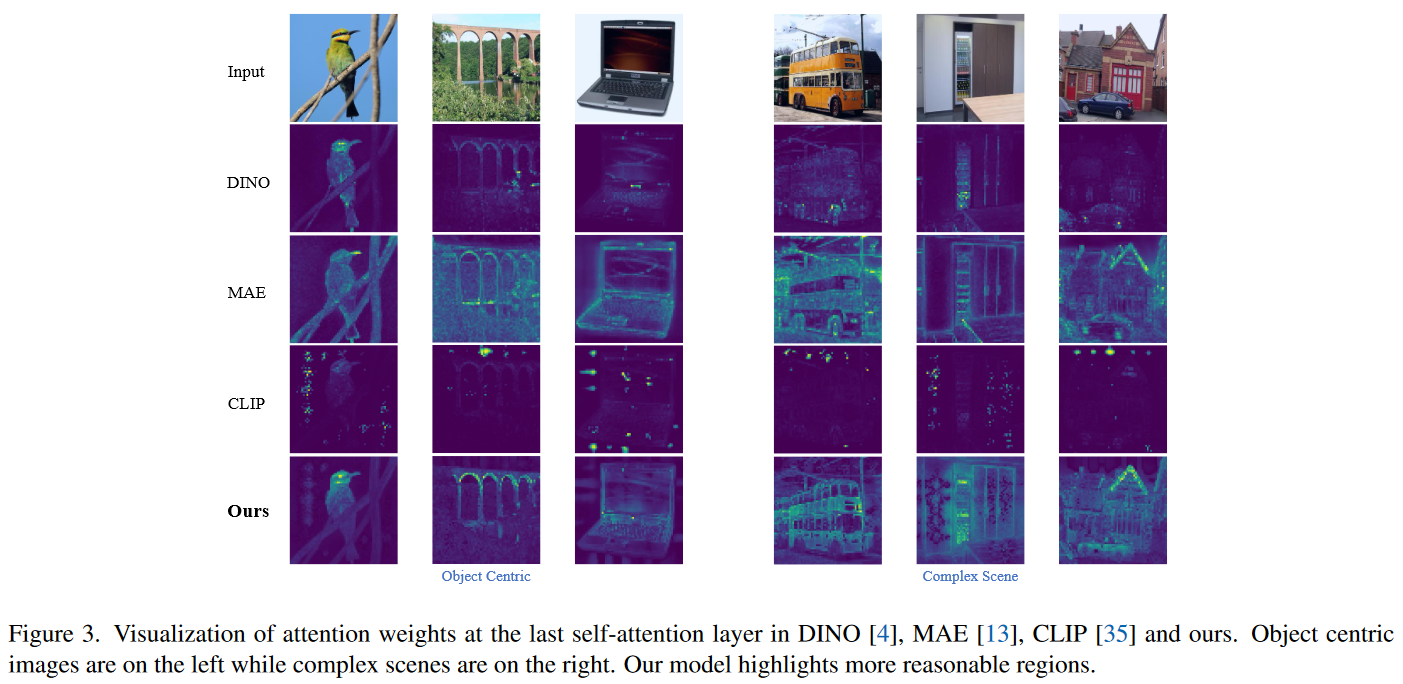 Input
DINO
MAE
CLIP
Ours
Object Centric
Complex Scene
Figure 3. Visualization of attention weights at the last self-attention layer in DINO [4], MAE [13], CLIP [35] and ours. Object centric
images are on the left while complex scenes are on the right. Our model highlights more reasonable regions.